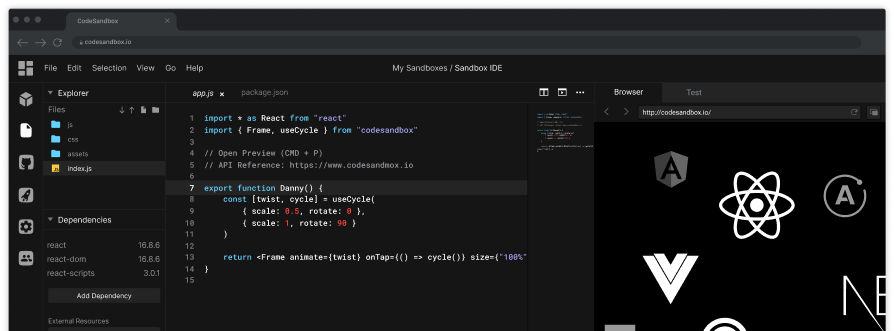 CodeSandbox
codesandbox.io
File Edit Selection View Go Help
My Sandboxes / Sandbox IDE
Explorer
Files
js
css
assets
index.js
Dependencies
react 16.8.6
react-dom 16.8.6
react-scripts 3.0.1
Add Dependency
External Resources
app.js package.json
1 import * as React from "react"
2 import { Frame, useCycle } from "codesandbox"
3
4 // Open Preview (CMD + P)
5 // API Reference: https://www.codesandmox.io
6
7 export function Danny() {
8 const [twist, cycle] = useCycle(
9 { scale: 0.5, rotate: 0 },
10 { scale: 1, rotate: 90 }
11 )
12
13 return <Frame animate={twist} onTap={() => cycle()} size={"100%"
14 }
15
Browser Test
http://codesandbox.io/
NE